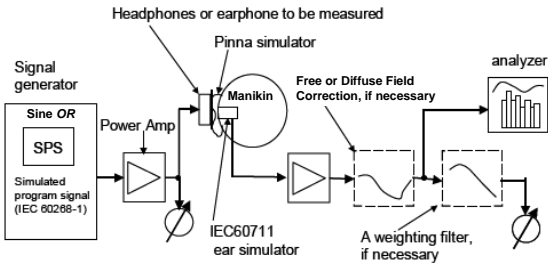 Headphones or earphone to be measured
Pinna simulator
Signal
generator
Sine OR
SPS
Simulated
program signal
(IEC 60268-1)
Power Amp
Manikin
IEC60711
ear simulator
Free or Diffuse Field
Correction, if necessary
analyzer
A weighting filter,
if necessary